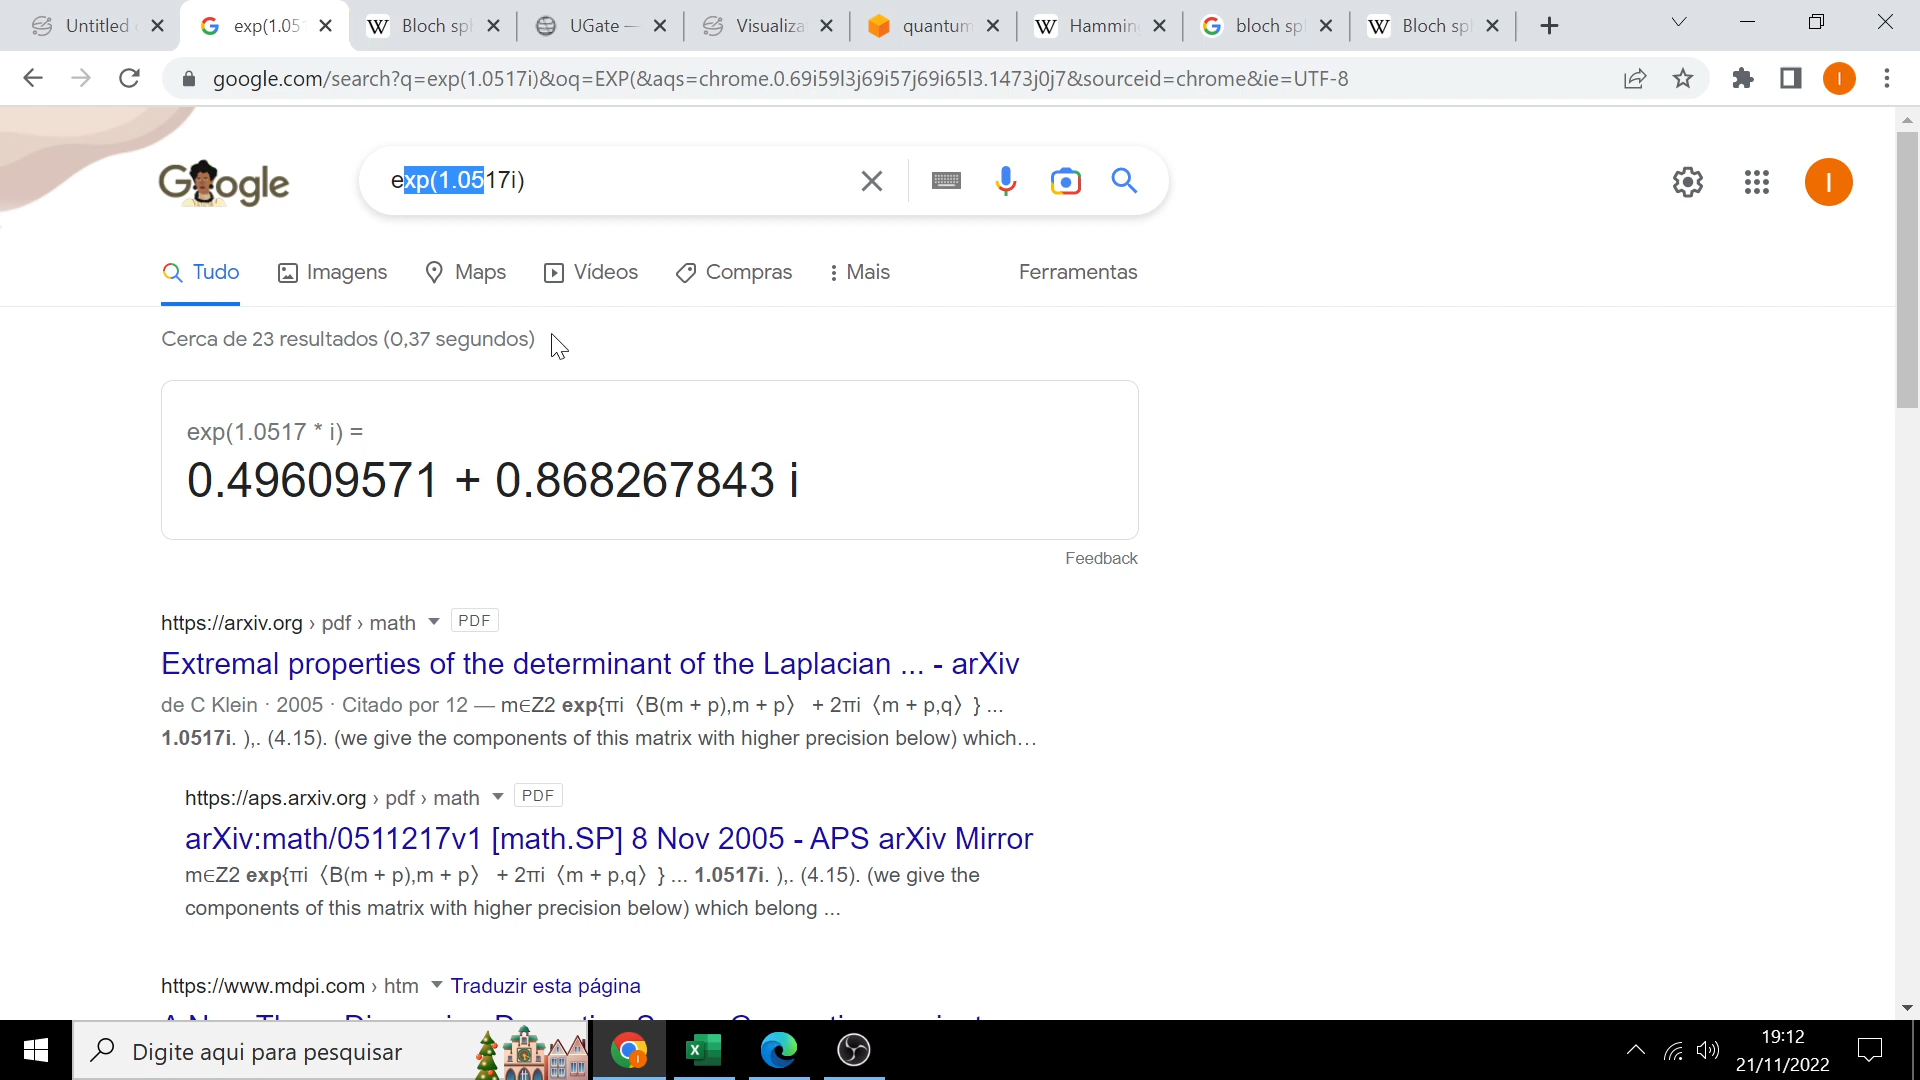 Untitled
exp(1.05
Bloch sp
UGate —
Visualiza
quantum
Hamming
bloch sp
Bloch sp
google.com/search?q=exp(1.0517i)&oq=EXP(&aqs=chrome.0.69i59l3j69i57j69i65l3.1473j0j7&sourceid=chrome&ie=UTF-8
I
Google
exp(1.0517i)
I
Tudo
Imagens
Maps
Vídeos
Compras
Mais
Ferramentas
Cerca de 23 resultados (0,37 segundos)
exp(1.0517 * i) =
0.49609571 + 0.868267843 i
Feedback
https://arxiv.org › pdf › math PDF
Extremal properties of the determinant of the Laplacian ... - arXiv
de C Klein · 2005 · Citado por 12 — m∈Z2 exp{πi〈B(m + p),m + p〉 + 2πi〈m + p,q〉} ...
1.0517i. ),. (4.15). (we give the components of this matrix with higher precision below) which...
https://aps.arxiv.org › pdf › math PDF
arXiv:math/0511217v1 [math.SP] 8 Nov 2005 - APS arXiv Mirror
m∈Z2 exp{πi〈B(m + p),m + p〉 + 2πi〈m + p,q〉} ... 1.0517i. ),. (4.15). (we give the
components of this matrix with higher precision below) which belong ...
https://www.mdpi.com › htm Traduzir esta página
Digite aqui para pesquisar
19:12
21/11/2022